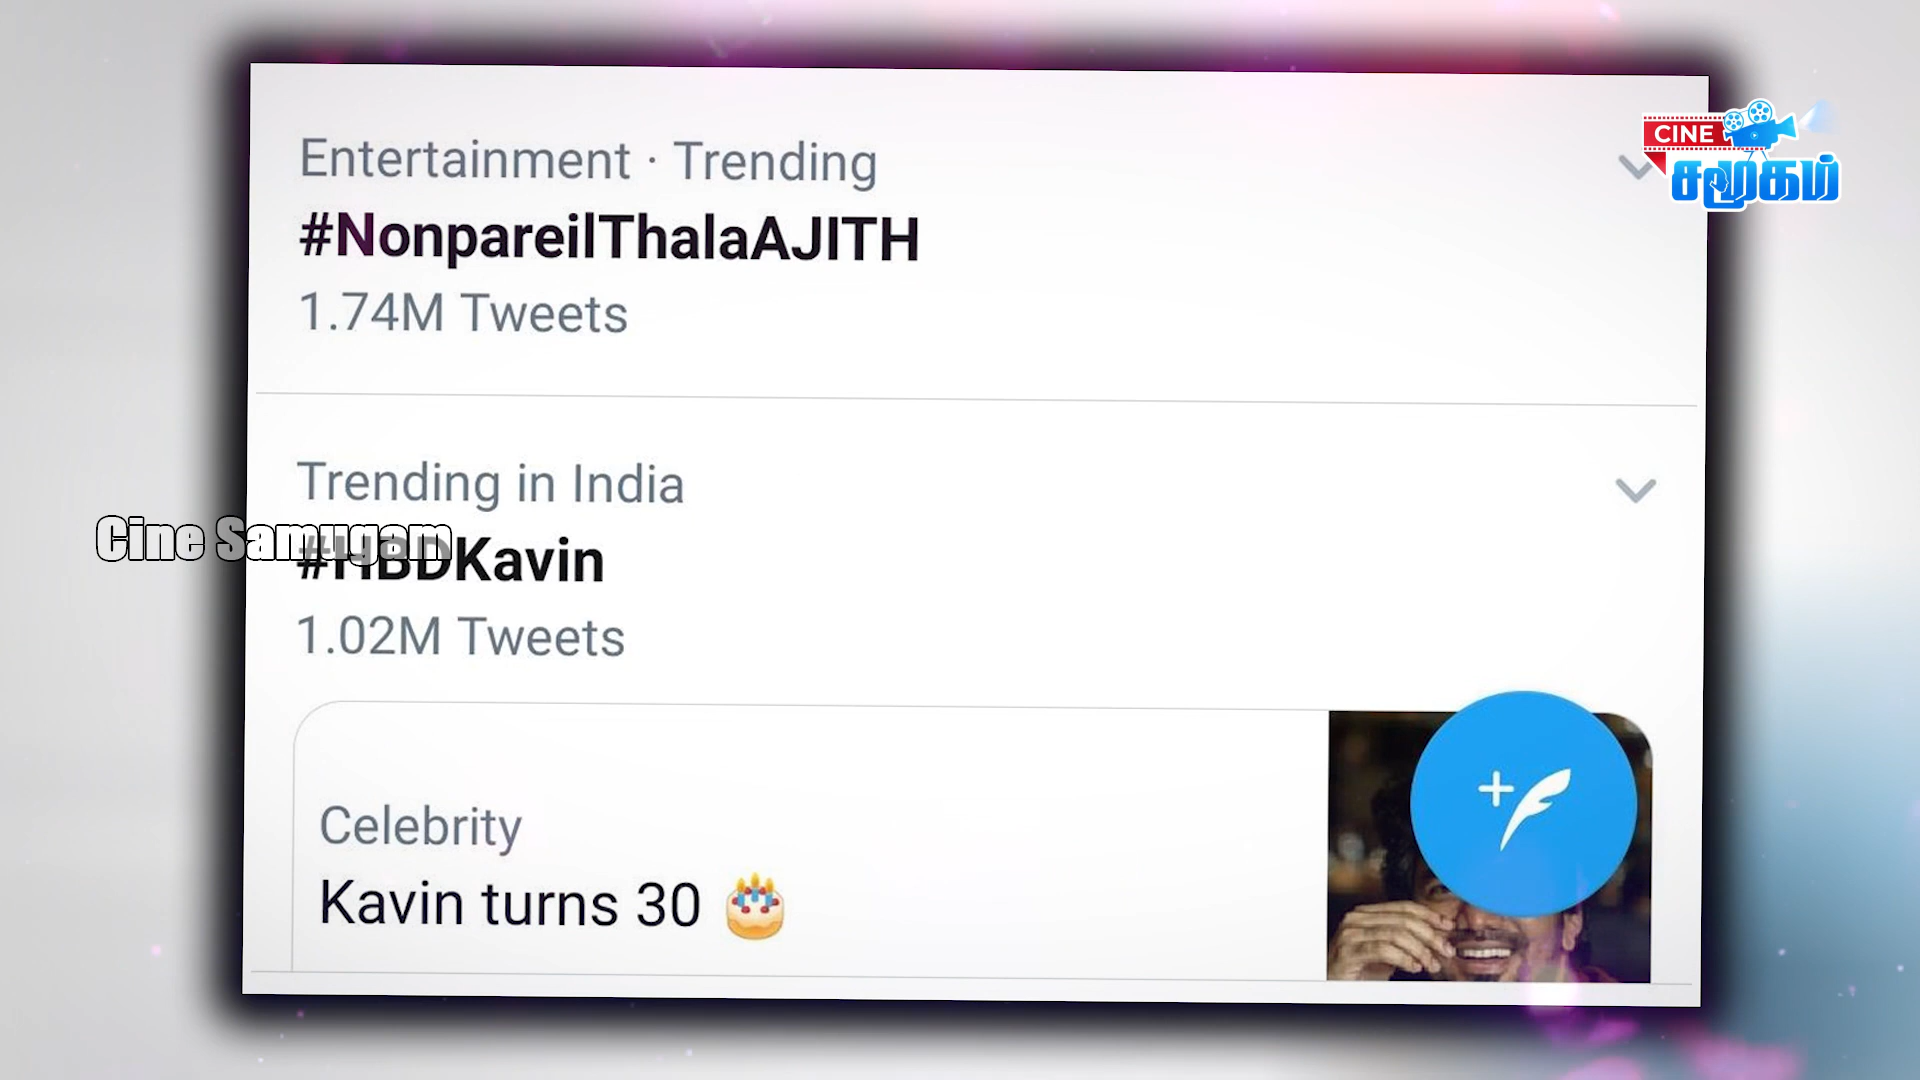 Entertainment · Trending
#NonpareilThalaAJITH
1.74M Tweets
CINE
சமூகம்
Trending in India
Cine Samugam
#HBDKavin
1.02M Tweets
Celebrity
Kavin turns 30 🎂